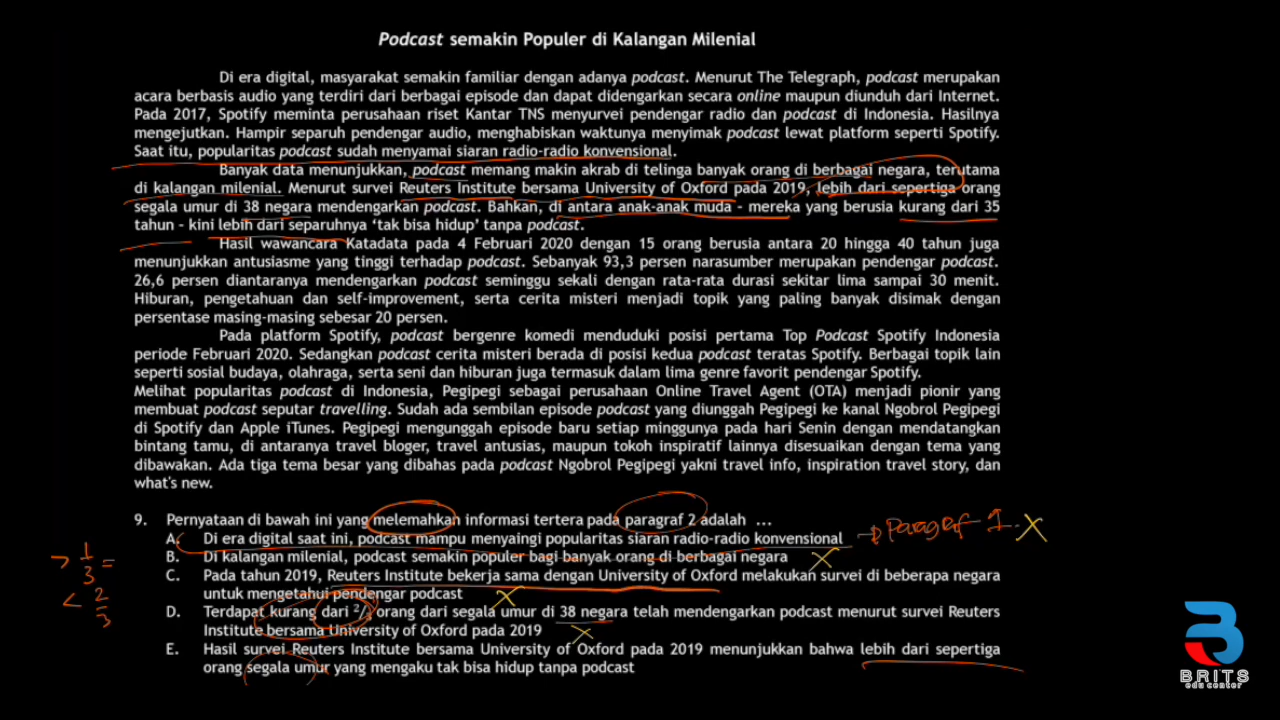 Podcast semakin Populer di Kalangan Milenial
Di era digital, masyarakat semakin familiar dengan adanya podcast. Menurut The Telegraph, podcast merupakan
acara berbasis audio yang terdiri dari berbagai episode dan dapat didengarkan secara online maupun diunduh dari Internet.
Pada 2017, Spotify meminta perusahaan riset Kantar TNS menyurvei pendengar radio dan podcast di Indonesia. Hasilnya
mengejutkan. Hampir separuh pendengar audio, menghabiskan waktunya menyimak podcast lewat platform seperti Spotify.
Saat itu, popularitas podcast sudah menyamai siaran radio-radio konvensional.
Banyak data menunjukkan, podcast memang makin akrab di telinga banyak orang di berbagai negara, terutama
di kalangan milenial. Menurut survei Reuters Institute bersama University of Oxford pada 2019, lebih dari sepertiga orang
segala umur di 38 negara mendengarkan podcast. Bahkan, di antara anak-anak muda - mereka yang berusia kurang dari 35
tahun - kini lebih dari separuhnya ‘tak bisa hidup’ tanpa podcast.
Hasil wawancara Katadata pada 4 Februari 2020 dengan 15 orang berusia antara 20 hingga 40 tahun juga
menunjukkan antusiasme yang tinggi terhadap podcast. Sebanyak 93,3 persen narasumber merupakan pendengar podcast.
26,6 persen diantaranya mendengarkan podcast seminggu sekali dengan rata-rata durasi sekitar lima sampai 30 menit.
Hiburan, pengetahuan dan self-improvement, serta cerita misteri menjadi topik yang paling banyak disimak dengan
persentase masing-masing sebesar 20 persen.
Pada platform Spotify, podcast bergenre komedi menduduki posisi pertama Top Podcast Spotify Indonesia
periode Februari 2020. Sedangkan podcast cerita misteri berada di posisi kedua podcast teratas Spotify. Berbagai topik lain
seperti sosial budaya, olahraga, serta seni dan hiburan juga termasuk dalam lima genre favorit pendengar Spotify.
Melihat popularitas podcast di Indonesia, Pegipegi sebagai perusahaan Online Travel Agent (OTA) menjadi pionir yang
membuat podcast seputar travelling. Sudah ada sembilan episode podcast yang diunggah Pegipegi ke kanal Ngobrol Pegipegi
di Spotify dan Apple iTunes. Pegipegi mengunggah episode baru setiap minggunya pada hari Senin dengan mendatangkan
bintang tamu, di antaranya travel bloger, travel antusias, maupun tokoh inspiratif lainnya disesuaikan dengan tema yang
dibawakan. Ada tiga tema besar yang dibahas pada podcast Ngobrol Pegipegi yakni travel info, inspiration travel story, dan
what's new.
9. Pernyataan di bawah ini yang melemahkan informasi tertera pada paragraf 2 adalah ...
A. Di era digital saat ini, podcast mampu menyaingi popularitas siaran radio-radio konvensional → Paragraf 1. X
B. Di kalangan milenial, podcast semakin populer bagi banyak orang di berbagai negara X
C. Pada tahun 2019, Reuters Institute bekerja sama dengan University of Oxford melakukan survei di beberapa negara
untuk mengetahui pendengar podcast X
D. Terdapat kurang dari 2/3 orang dari segala umur di 38 negara telah mendengarkan podcast menurut survei Reuters
Institute bersama University of Oxford pada 2019 X
E. Hasil survei Reuters Institute bersama University of Oxford pada 2019 menunjukkan bahwa lebih dari sepertiga
orang segala umur yang mengaku tak bisa hidup tanpa podcast
> 1/3 =
< 2/3
BRITS
edu center